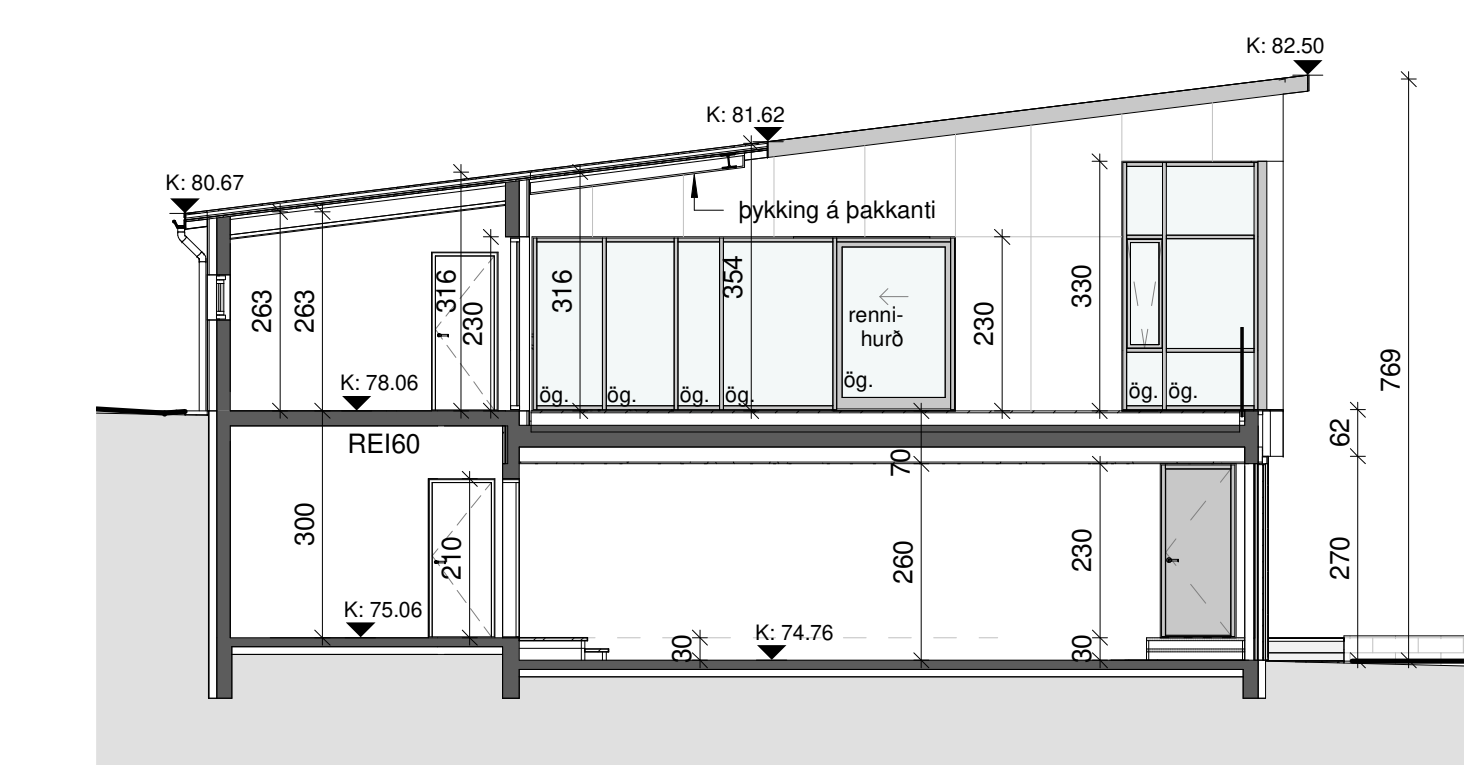 K: 82.50
K: 81.62
K: 80.67
þykking á þakkanti
263
263
316
230
316
354
renni-
hurð
230
330
769
ög.
ög.
ög.
ög.
ög.
ög.
ög.
K: 78.06
REI60
62
70
300
210
260
230
270
K: 75.06
K: 74.76
30
30